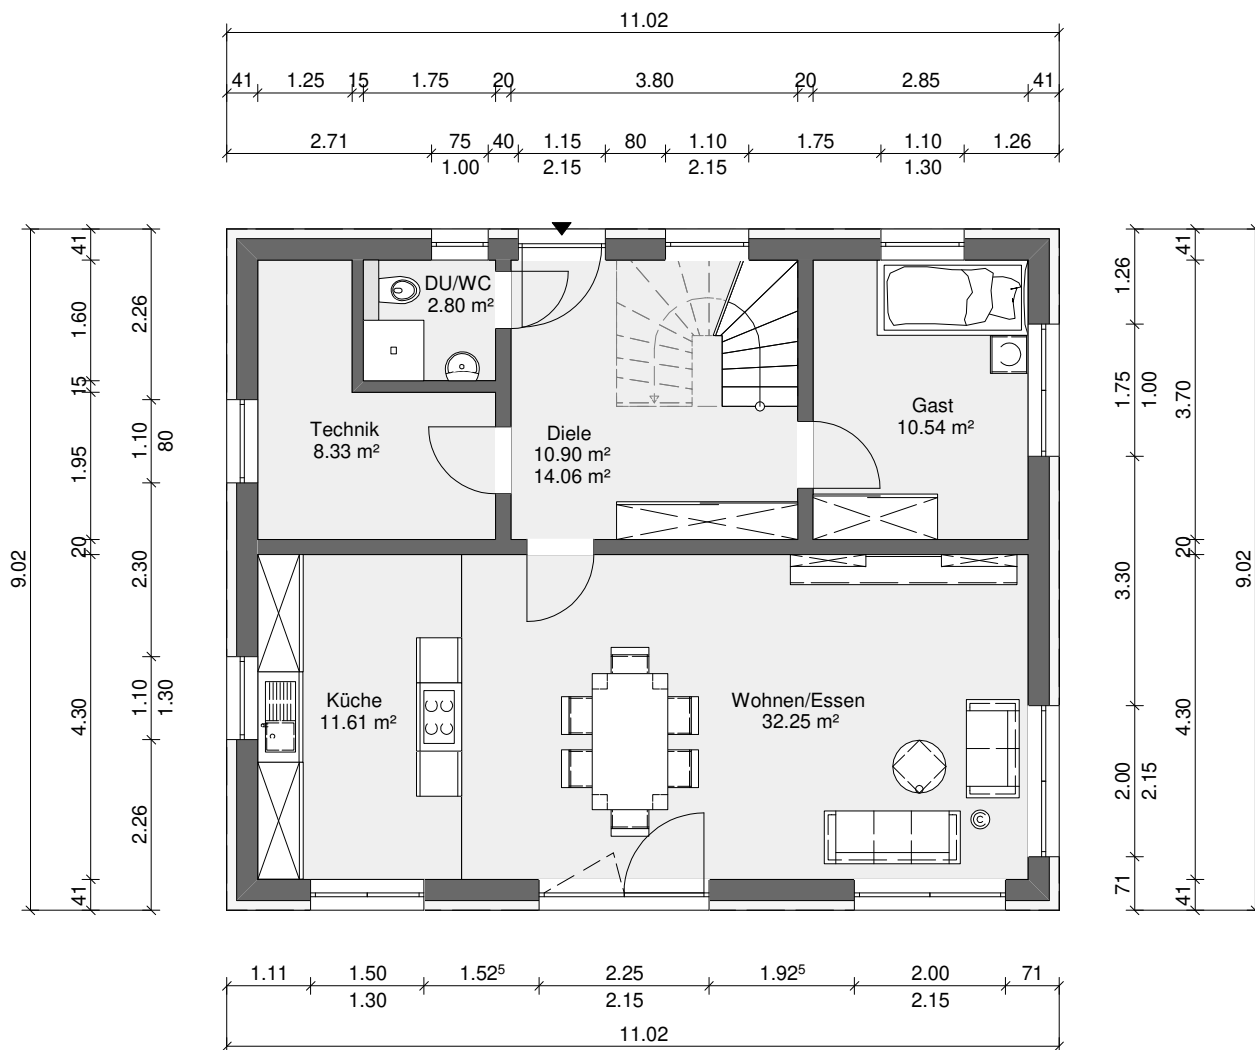 11.02
41 1.25 15 1.75 20 3.80 20 2.85 41
2.71 75 40 1.15 80 1.10 1.75 1.10 1.26
1.00 2.15 2.15 1.30
9.02
41 1.60 15 1.95 20 4.30 41
2.26 1.10 2.30 1.10 2.26
80 1.30
DU/WC
2.80 m²
Technik
8.33 m²
Diele
10.90 m²
14.06 m²
Gast
10.54 m²
Küche
11.61 m²
Wohnen/Essen
32.25 m²
©
1.26 1.75 3.30 2.00 71
1.00 2.15
41 3.70 20 4.30 41
9.02
1.11 1.50 1.52⁵ 2.25 1.92⁵ 2.00 71
1.30 2.15 2.15
11.02